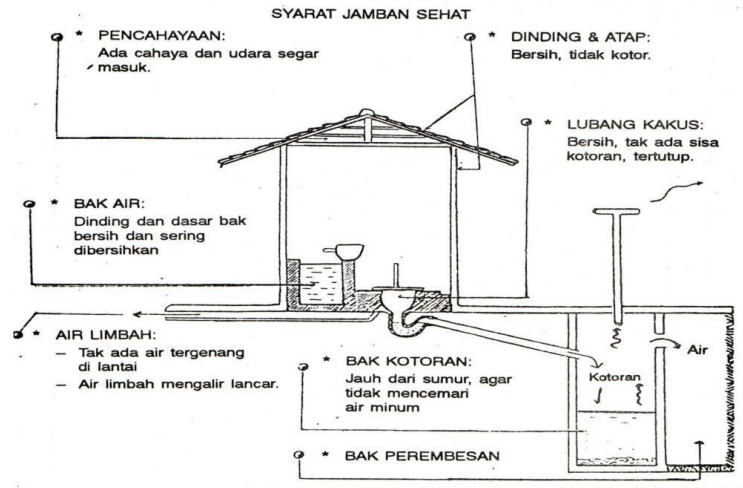 SYARAT JAMBAN SEHAT
* PENCAHAYAAN:
Ada cahaya dan udara segar
masuk.
* DINDING & ATAP:
Bersih, tidak kotor.
* LUBANG KAKUS:
Bersih, tak ada sisa
kotoran, tertutup.
* BAK AIR:
Dinding dan dasar bak
bersih dan sering
dibersihkan
* AIR LIMBAH:
– Tak ada air tergenang
di lantai
– Air limbah mengalir lancar.
* BAK KOTORAN:
Jauh dari sumur, agar
tidak mencemari
air minum
Kotoran
Air
* BAK PEREMBESAN